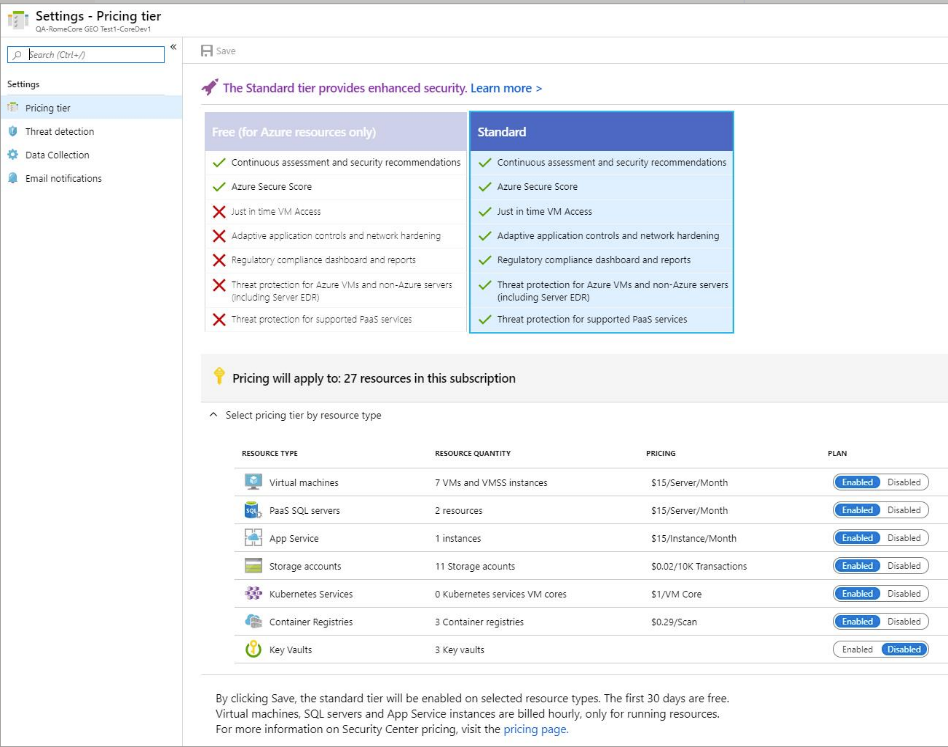 Settings - Pricing tier
QA-RomeCore GEO Test1-CoreDev1
Search (Ctrl+/)
«
Save
Settings
Pricing tier
Threat detection
Data Collection
Email notifications
The Standard tier provides enhanced security. Learn more >
Free (for Azure resources only)
Continuous assessment and security recommendations
Azure Secure Score
Just in time VM Access
Adaptive application controls and network hardening
Regulatory compliance dashboard and reports
Threat protection for Azure VMs and non-Azure servers
(including Server EDR)
Threat protection for supported PaaS services
Standard
Continuous assessment and security recommendations
Azure Secure Score
Just in time VM Access
Adaptive application controls and network hardening
Regulatory compliance dashboard and reports
Threat protection for Azure VMs and non-Azure servers
(including Server EDR)
Threat protection for supported PaaS services
Pricing will apply to: 27 resources in this subscription
Select pricing tier by resource type
RESOURCE TYPE RESOURCE QUANTITY PRICING PLAN
Virtual machines 7 VMs and VMSS instances $15/Server/Month Enabled Disabled
SQL PaaS SQL servers 2 resources $15/Server/Month Enabled Disabled
App Service 1 instances $15/Instance/Month Enabled Disabled
Storage accounts 11 Storage acounts $0.02/10K Transactions Enabled Disabled
Kubernetes Services 0 Kubernetes services VM cores $1/VM Core Enabled Disabled
Container Registries 3 Container registries $0.29/Scan Enabled Disabled
Key Vaults 3 Key vaults Enabled Disabled
By clicking Save, the standard tier will be enabled on selected resource types. The first 30 days are free.
Virtual machines, SQL servers and App Service instances are billed hourly, only for running resources.
For more information on Security Center pricing, visit the pricing page.